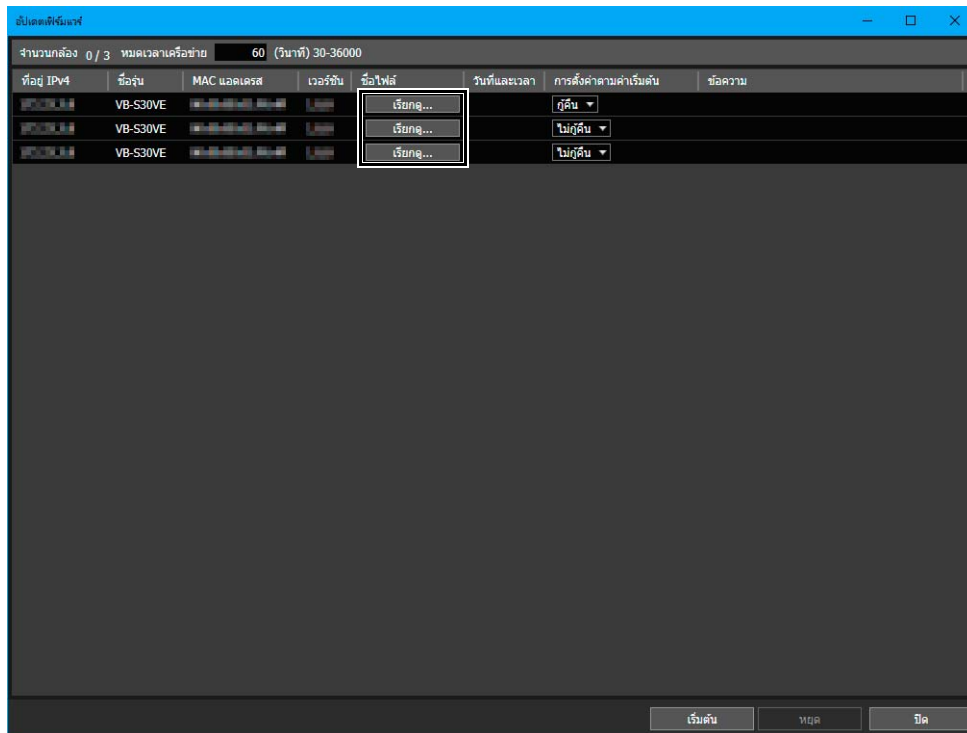 อัปเดตเฟิร์มแวร์
จำนวนกล้อง 0 / 3 หมดเวลาเครือข่าย 60 (วินาที) 30-36000
ที่อยู่ IPv4 ชื่อรุ่น MAC แอดเดรส เวอร์ชัน ชื่อไฟล์ วันที่และเวลา การตั้งค่าตามค่าเริ่มต้น ข้อความ
VB-S30VE เรียกดู... กู้คืน
VB-S30VE เรียกดู... ไม่กู้คืน
VB-S30VE เรียกดู... ไม่กู้คืน
เริ่มต้น หยุด ปิด